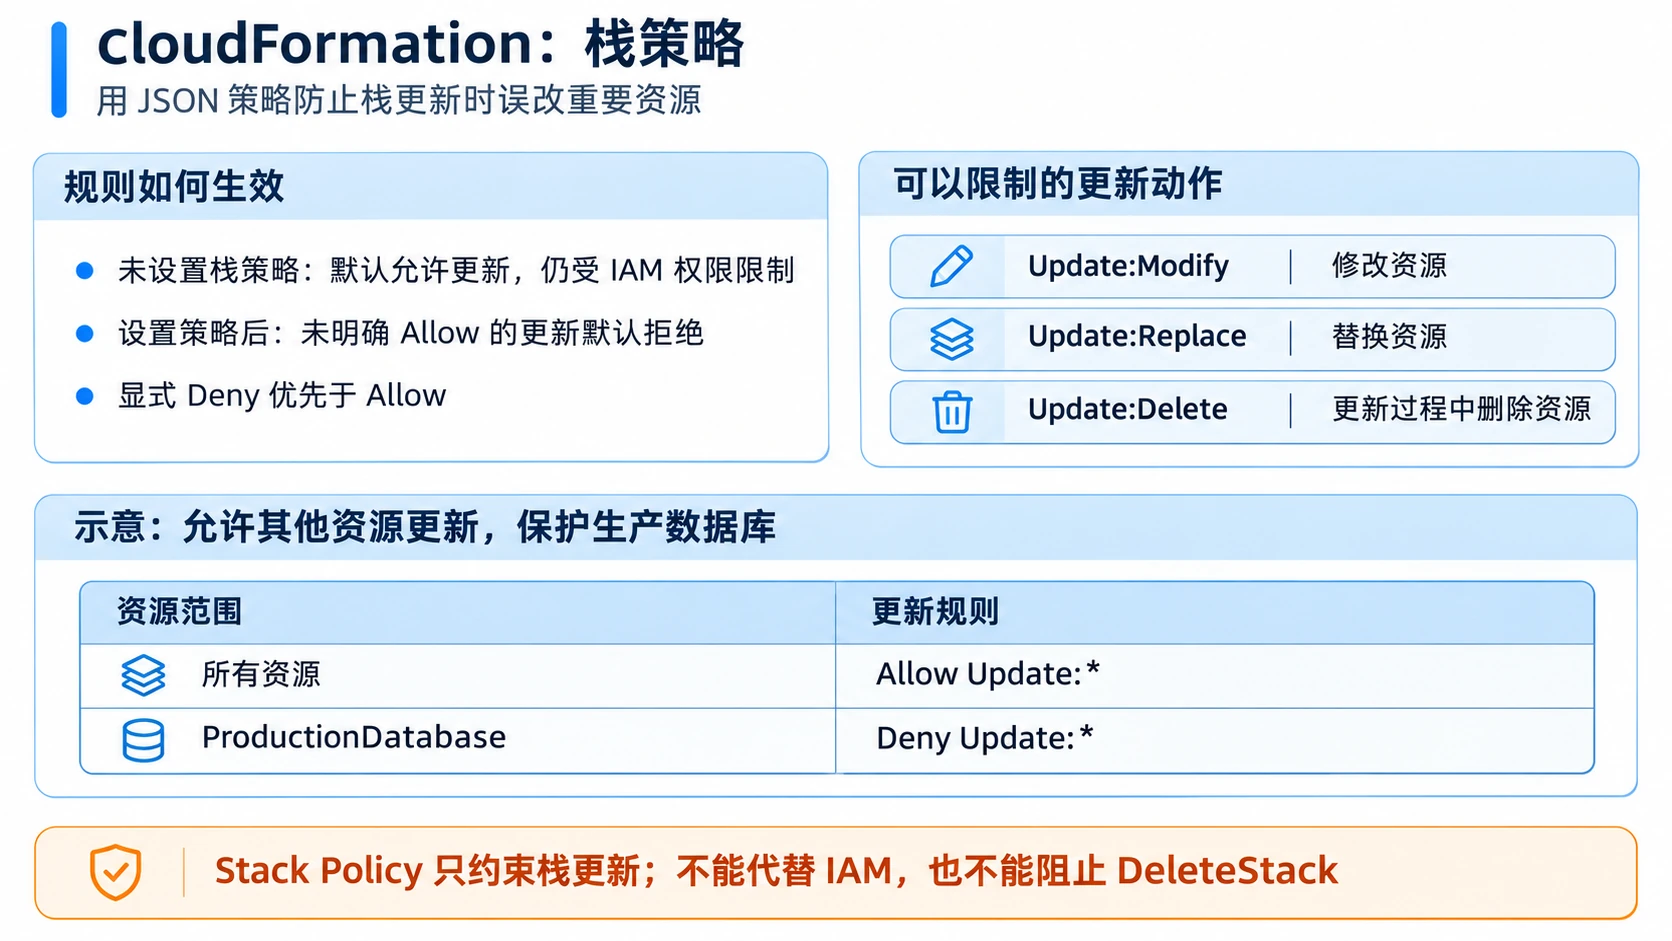 CloudFormation：栈策略
用 JSON 策略防止栈更新时误改重要资源
规则如何生效
未设置栈策略：默认允许更新，仍受 IAM 权限限制
设置策略后：未明确 Allow 的更新默认拒绝
显式 Deny 优先于 Allow
可以限制的更新动作
Update:Modify | 修改资源
Update:Replace | 替换资源
Update:Delete | 更新过程中删除资源
示意：允许其他资源更新，保护生产数据库
资源范围 更新规则
所有资源 Allow Update:*
ProductionDatabase Deny Update:*
Stack Policy 只约束栈更新；不能代替 IAM，也不能阻止 DeleteStack